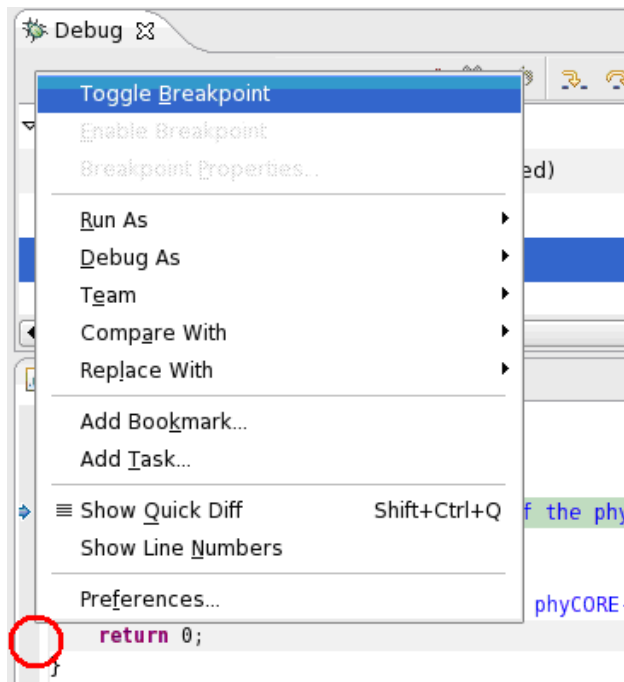 Debug
Toggle Breakpoint
Enable Breakpoint
Breakpoint Properties...
ed)
Run As
Debug As
Team
Compare With
Replace With
Add Bookmark...
Add Task...
Show Quick Diff Shift+Ctrl+Q
f the phy
Show Line Numbers
Preferences...
phyCORE-
return 0;
}